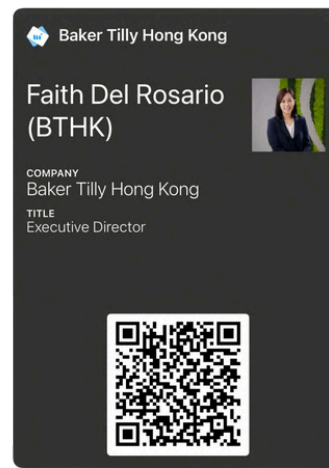 Baker Tilly Hong Kong
Faith Del Rosario
(BTHK)
COMPANY
Baker Tilly Hong Kong
TITLE
Executive Director